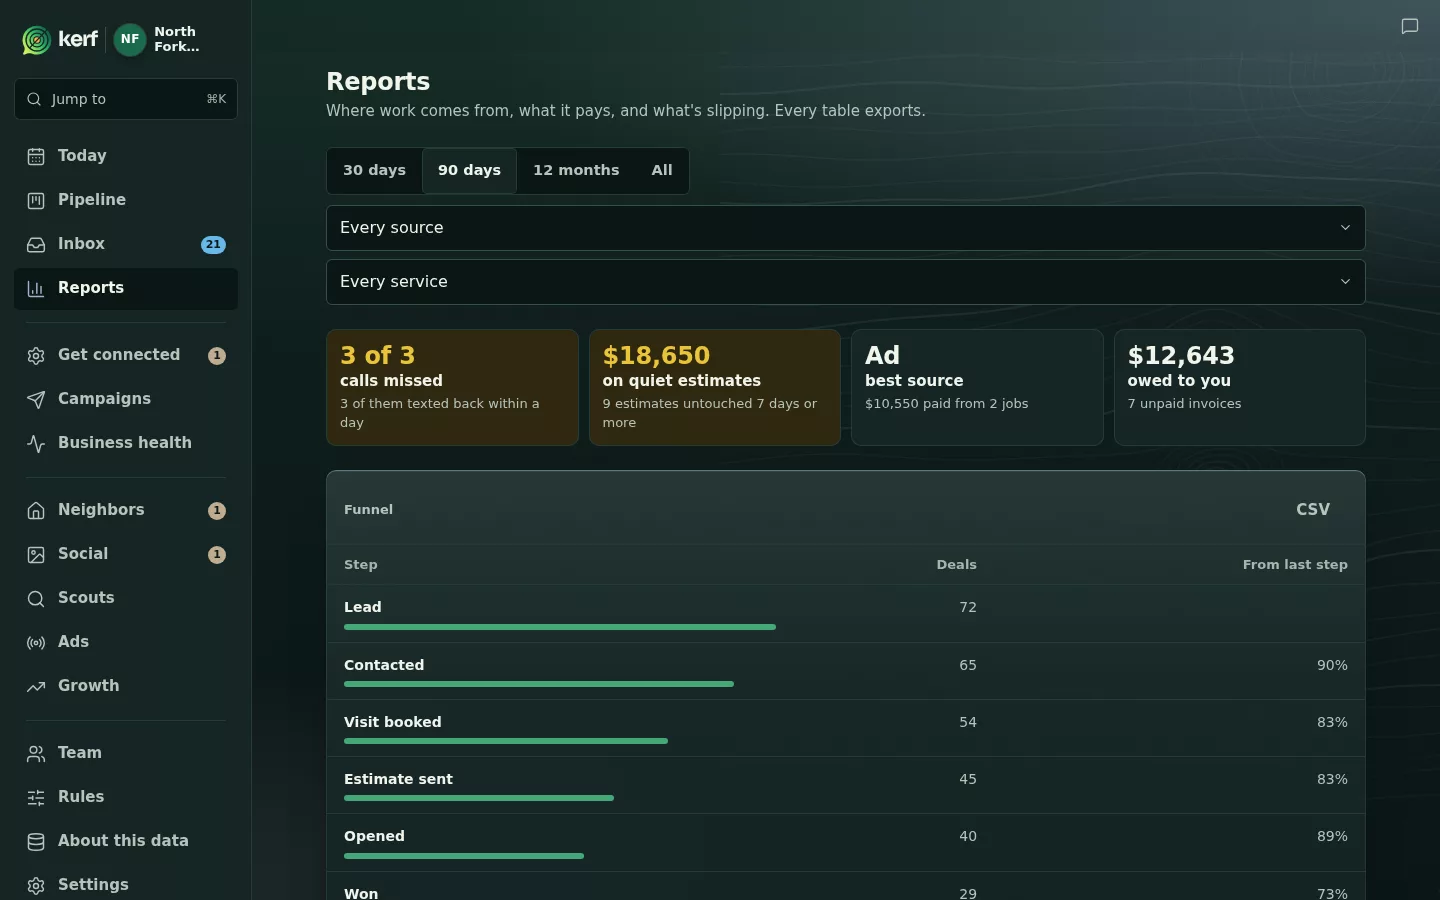 kerf
NF
North
Fork…
Jump to
⌘K
Today
Pipeline
Inbox
21
Reports
Get connected
1
Campaigns
Business health
Neighbors
1
Social
1
Scouts
Ads
Growth
Team
Rules
About this data
Settings
Reports
Where work comes from, what it pays, and what's slipping. Every table exports.
30 days
90 days
12 months
All
Every source
Every service
3 of 3
calls missed
3 of them texted back within a
day
$18,650
on quiet estimates
9 estimates untouched 7 days or
more
Ad
best source
$10,550 paid from 2 jobs
$12,643
owed to you
7 unpaid invoices
Funnel
CSV
Step Deals From last step
Lead 72
Contacted 65 90%
Visit booked 54 83%
Estimate sent 45 83%
Opened 40 89%
Won 29 73%